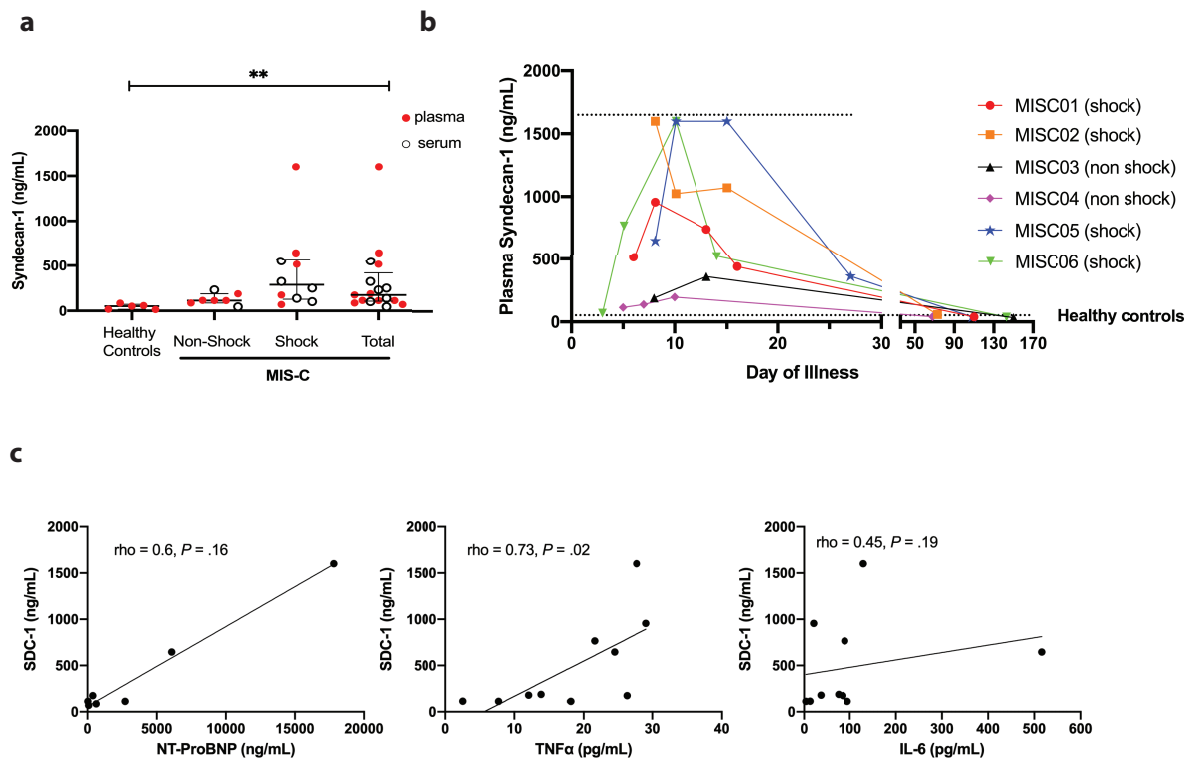 a
**
plasma
serum
Syndecan-1 (ng/mL)
2000
1500
1000
500
0
Healthy
Controls
Non-Shock
Shock
Total
MIS-C
b
Plasma Syndecan-1 (ng/mL)
2000
1500
1000
500
0
0 10 20 30 50 90 130 170
Day of Illness
MISC01 (shock)
MISC02 (shock)
MISC03 (non shock)
MISC04 (non shock)
MISC05 (shock)
MISC06 (shock)
Healthy controls
c
SDC-1 (ng/mL)
2000
1500
1000
500
0
rho = 0.6, P = .16
0 5000 10000 15000 20000
NT-ProBNP (ng/mL)
SDC-1 (ng/mL)
2000
1500
1000
500
0
rho = 0.73, P = .02
0 10 20 30 40
TNFα (pg/mL)
SDC-1 (ng/mL)
2000
1500
1000
500
0
rho = 0.45, P = .19
0 100 200 300 400 500 600
IL-6 (pg/mL)